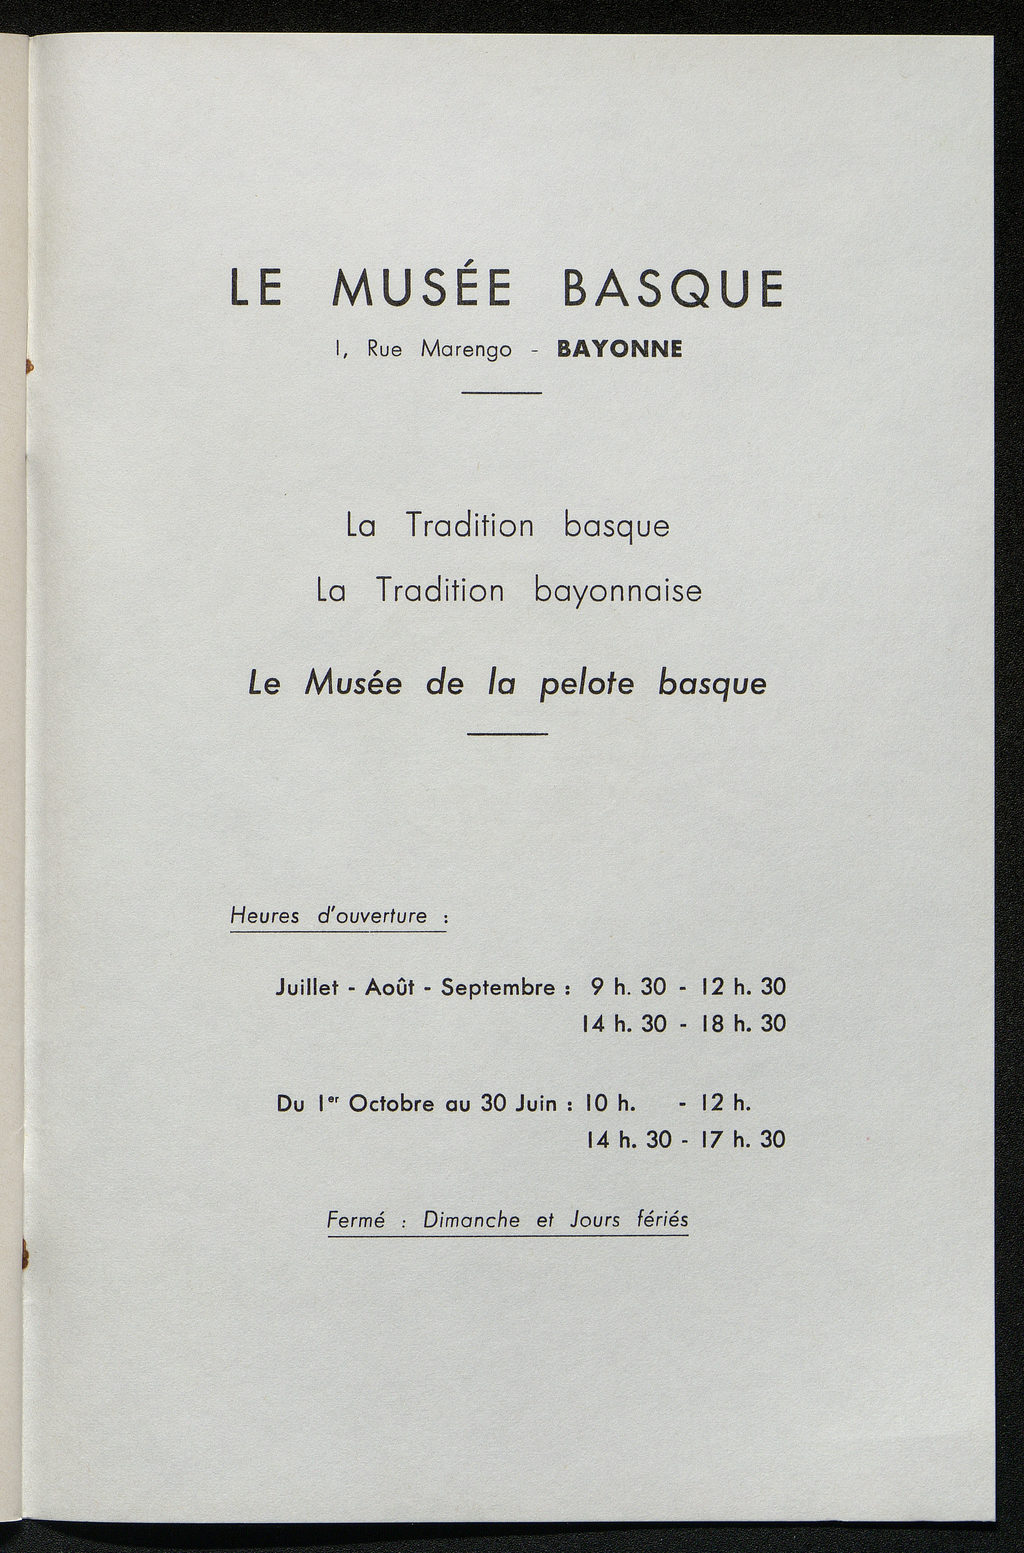 LE MUSÉE BASQUE
1, Rue Marengo - BAYONNE
La Tradition basque
La Tradition bayonnaise
Le Musée de la pelote basque
Heures d'ouverture :
Juillet - Août - Septembre : 9 h. 30 - 12 h. 30
14 h. 30 - 18 h. 30
Du 1er Octobre au 30 Juin : 10 h. - 12 h.
14 h. 30 - 17 h. 30
Fermé : Dimanche et Jours fériés